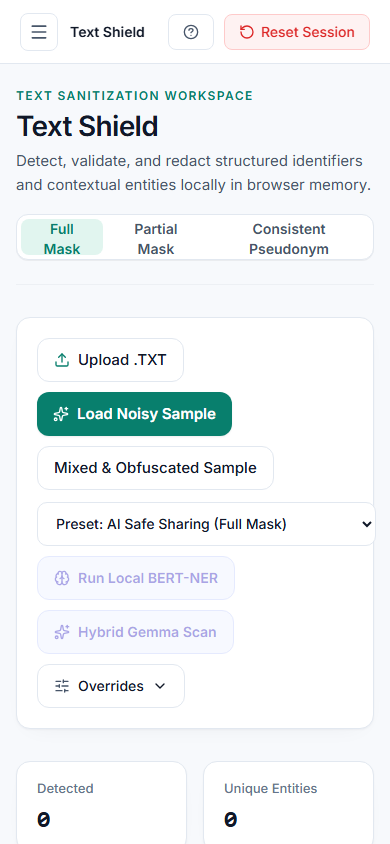 Text Shield
Reset Session
TEXT SANITIZATION WORKSPACE
Text Shield
Detect, validate, and redact structured identifiers
and contextual entities locally in browser memory.
Full
Mask
Partial
Mask
Consistent
Pseudonym
Upload .TXT
Load Noisy Sample
Mixed & Obfuscated Sample
Preset: AI Safe Sharing (Full Mask)
Run Local BERT-NER
Hybrid Gemma Scan
Overrides
Detected
Unique Entities
0
0